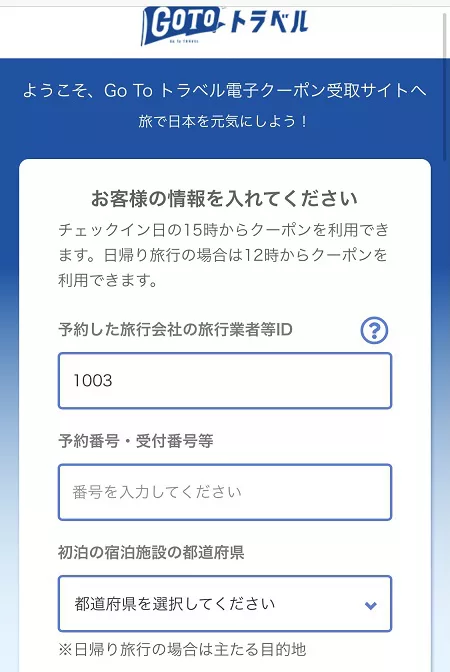 GOTO トラベル
Go To TRAVEL
ようこそ、Go To トラベル電子クーポン受取サイトへ
旅で日本を元気にしよう！
お客様の情報を入れてください
チェックイン日の15時からクーポンを利用でき
ます。日帰り旅行の場合は12時からクーポンを
利用できます。
予約した旅行会社の旅行業者等ID ?
1003
予約番号・受付番号等
番号を入力してください
初泊の宿泊施設の都道府県
都道府県を選択してください
※日帰り旅行の場合は主たる目的地